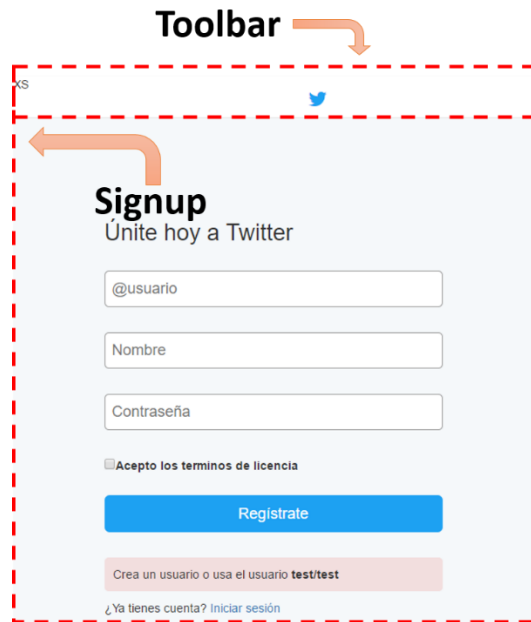 Toolbar
XS
Signup
Únite hoy a Twitter
@usuario
Nombre
Contraseña
Acepto los terminos de licencia
Regístrate
Crea un usuario o usa el usuario test/test
¿Ya tienes cuenta? Iniciar sesión